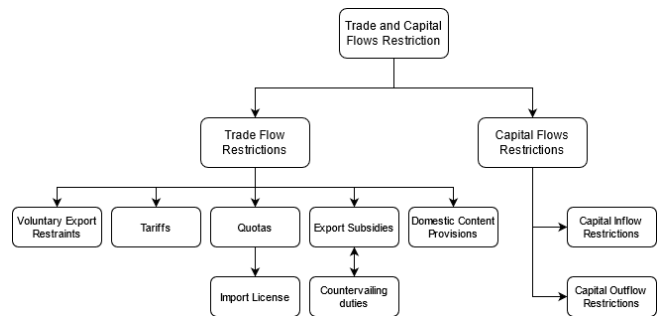 Trade and Capital
Flows Restriction
Trade Flow
Restrictions
Capital Flows
Restrictions
Voluntary Export
Restraints
Tariffs
Quotas
Export Subsidies
Domestic Content
Provisions
Capital Inflow
Restrictions
Import License
Countervailing
duties
Capital Outflow
Restrictions